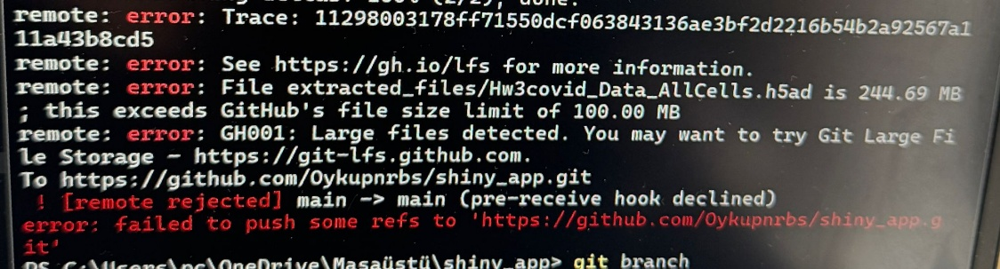 done.
remote: error: Trace: 11298003178ff71550dcf063843136ae3bf2d2216b54b2a92567a1
11a43b8cd5
remote: error: See https://gh.io/lfs for more information.
remote: error: File extracted_files/Hw3covid_Data_AllCells.h5ad is 244.69 MB
; this exceeds GitHub's file size limit of 100.00 MB
remote: error: GH001: Large files detected. You may want to try Git Large Fi
le Storage - https://git-lfs.github.com.
To https://github.com/Oykupnrbs/shiny_app.git
! [remote rejected] main -> main (pre-receive hook declined)
error: failed to push some refs to 'https://github.com/Oykupnrbs/shiny_app.g
it'
PS C:\Users\pc\OneDrive\Masaüstü\shiny_app> git branch